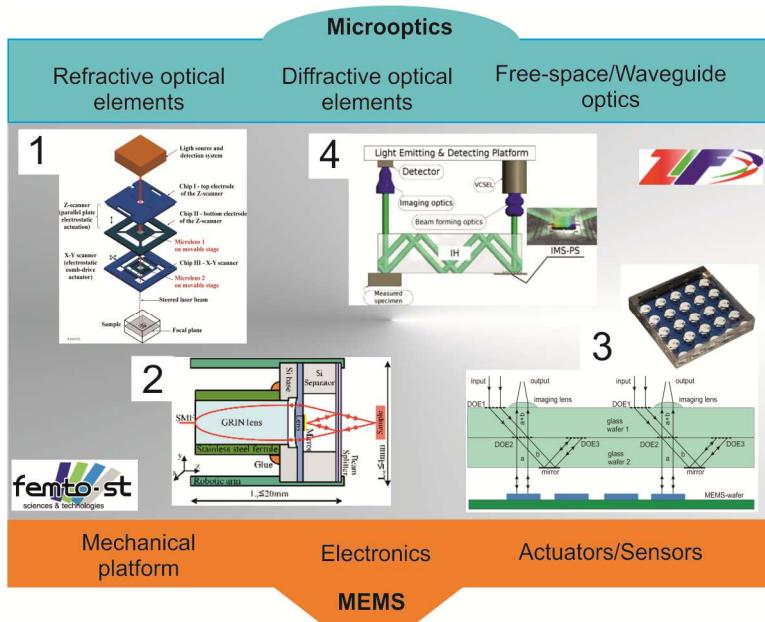 Microoptics
Refractive optical
elements
Diffractive optical
elements
Free-space/Waveguide
optics
1
Ligth source and
detection system
Chip I - top electrode
of the Z-scanner
Z-scanner
(parallel plate
electrostatic
actuation)
Chip II - bottom electrode
of the Z-scanner
Microlens 1
on movable stage
X-Y scanner
(electrostatic
comb-drive
actuator)
Chip III - X-Y scanner
Microlens 2
on movable stage
Steered laser beam
Sample
Focal plane
4
Light Emitting & Detecting Platform
Detector
VCSEL
Imaging optics
Beam forming optics
IH
IMS-PS
Measured
specimen
2
Si base
Si
Separator
SMF
GRIN lens
Lens
Mirror
Sample
Stainless steel ferrule
Glue
Beam
Splitter
y
x
z
Robotic arm
L₂≤20mm
3
input
output
input
output
DOE1
imaging lens
DOE1
imaging lens
a+b
glass
wafer 1
a+b
DOE2
DOE3
DOE2
DOE3
a
b
glass
wafer 2
a
b
mirror
mirror
MEMS-wafer
femto-st
sciences & technologies
Mechanical
platform
Electronics
Actuators/Sensors
MEMS